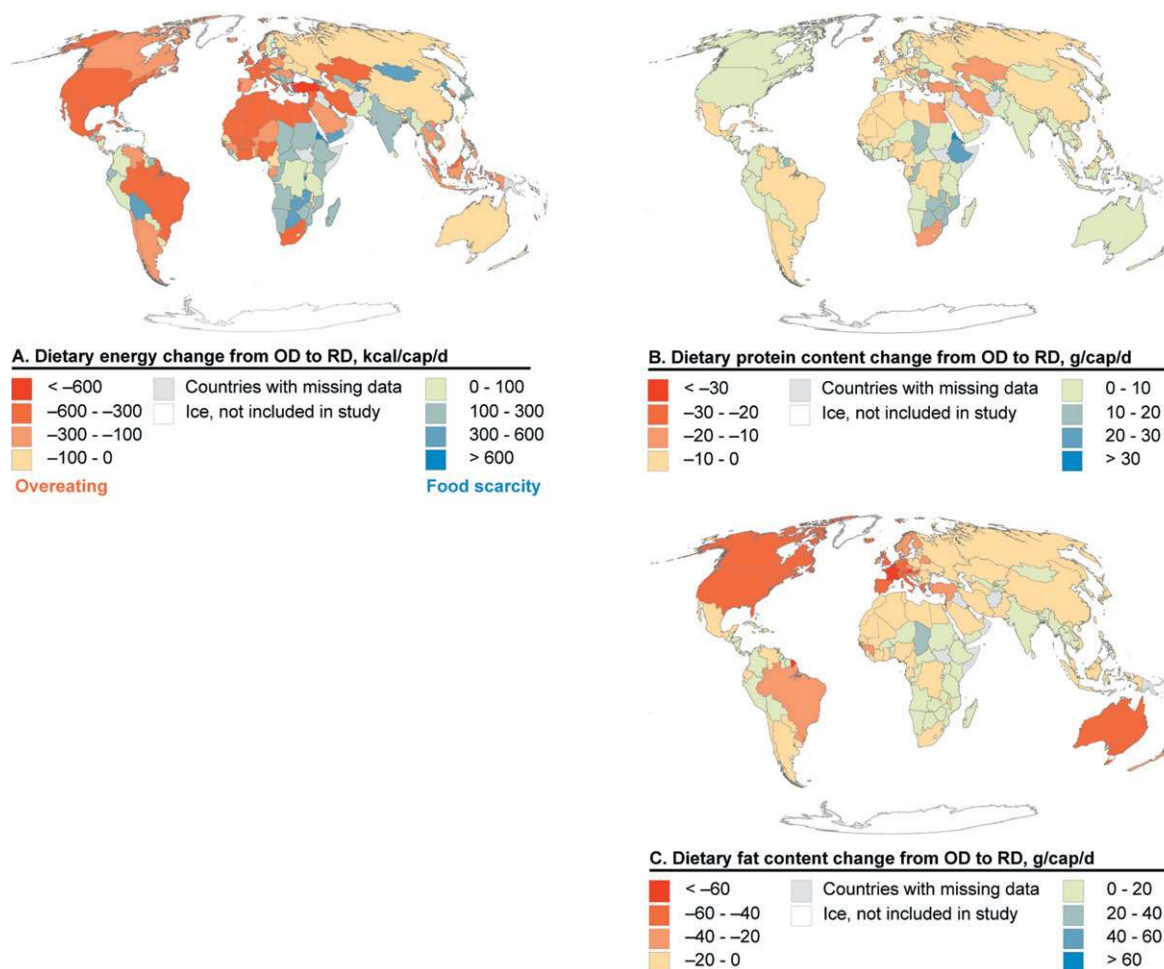 A. Dietary energy change from OD to RD, kcal/cap/d
< –600
–600 - –300
–300 - –100
–100 - 0
Overeating
Countries with missing data
Ice, not included in study
0 - 100
100 - 300
300 - 600
> 600
Food scarcity
B. Dietary protein content change from OD to RD, g/cap/d
< –30
–30 - –20
–20 - –10
–10 - 0
Countries with missing data
Ice, not included in study
0 - 10
10 - 20
20 - 30
> 30
C. Dietary fat content change from OD to RD, g/cap/d
< –60
–60 - –40
–40 - –20
–20 - 0
Countries with missing data
Ice, not included in study
0 - 20
20 - 40
40 - 60
> 60